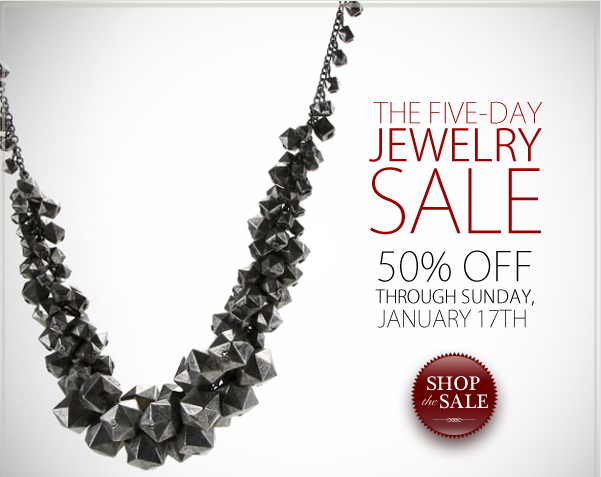 THE FIVE-DAY
JEWELRY
SALE
50% OFF
THROUGH SUNDAY,
JANUARY 17TH
SHOP
the SALE